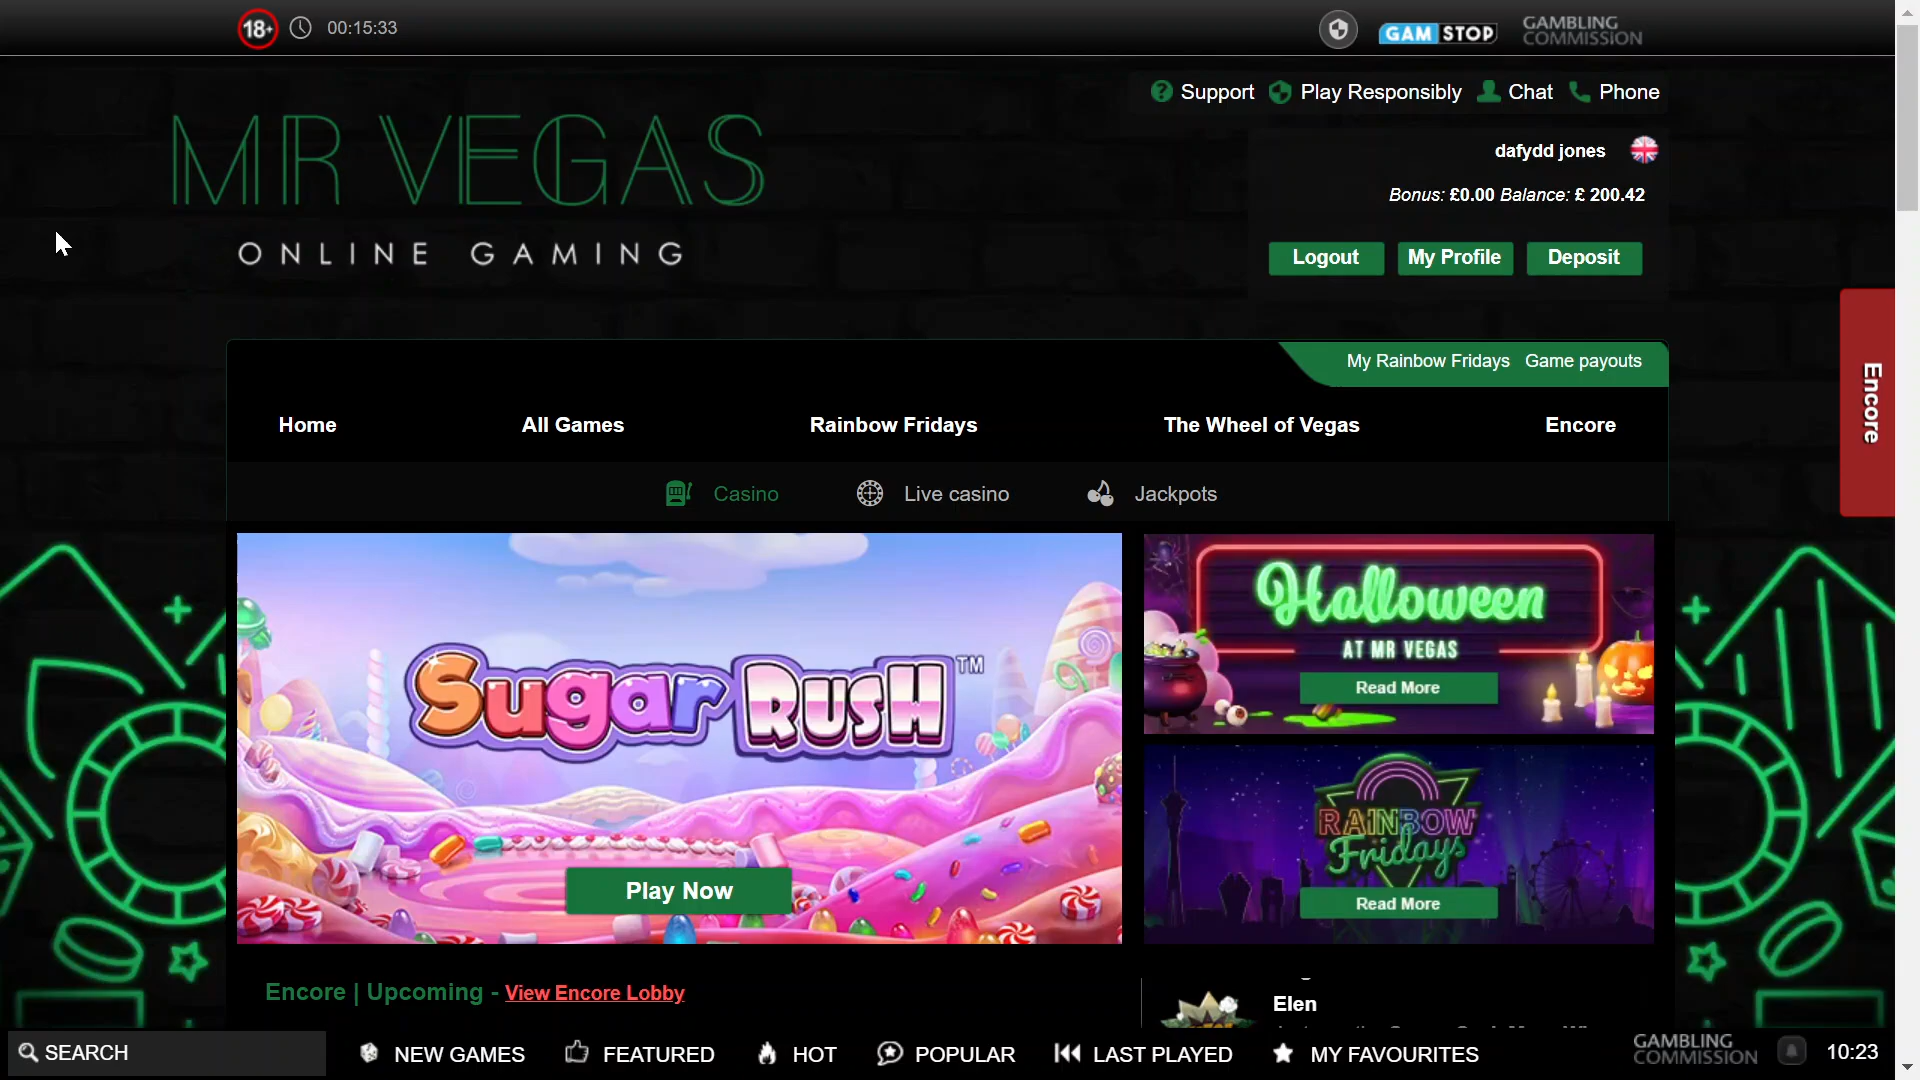 18+ 00:15:33
GAMSTOP
GAMBLING
COMMISSION
Support Play Responsibly Chat Phone
MR VEGAS
ONLINE GAMING
dafydd jones
Bonus: £0.00 Balance: £ 200.42
Logout My Profile Deposit
My Rainbow Fridays Game payouts
Encore
Home All Games Rainbow Fridays The Wheel of Vegas Encore
Casino Live casino Jackpots
Sugar RUSH™
Play Now
Halloween
AT MR VEGAS
Read More
RAINBOW
Fridays
Read More
Encore | Upcoming - View Encore Lobby
Elen
SEARCH NEW GAMES FEATURED HOT POPULAR LAST PLAYED MY FAVOURITES
GAMBLING
COMMISSION
10:23